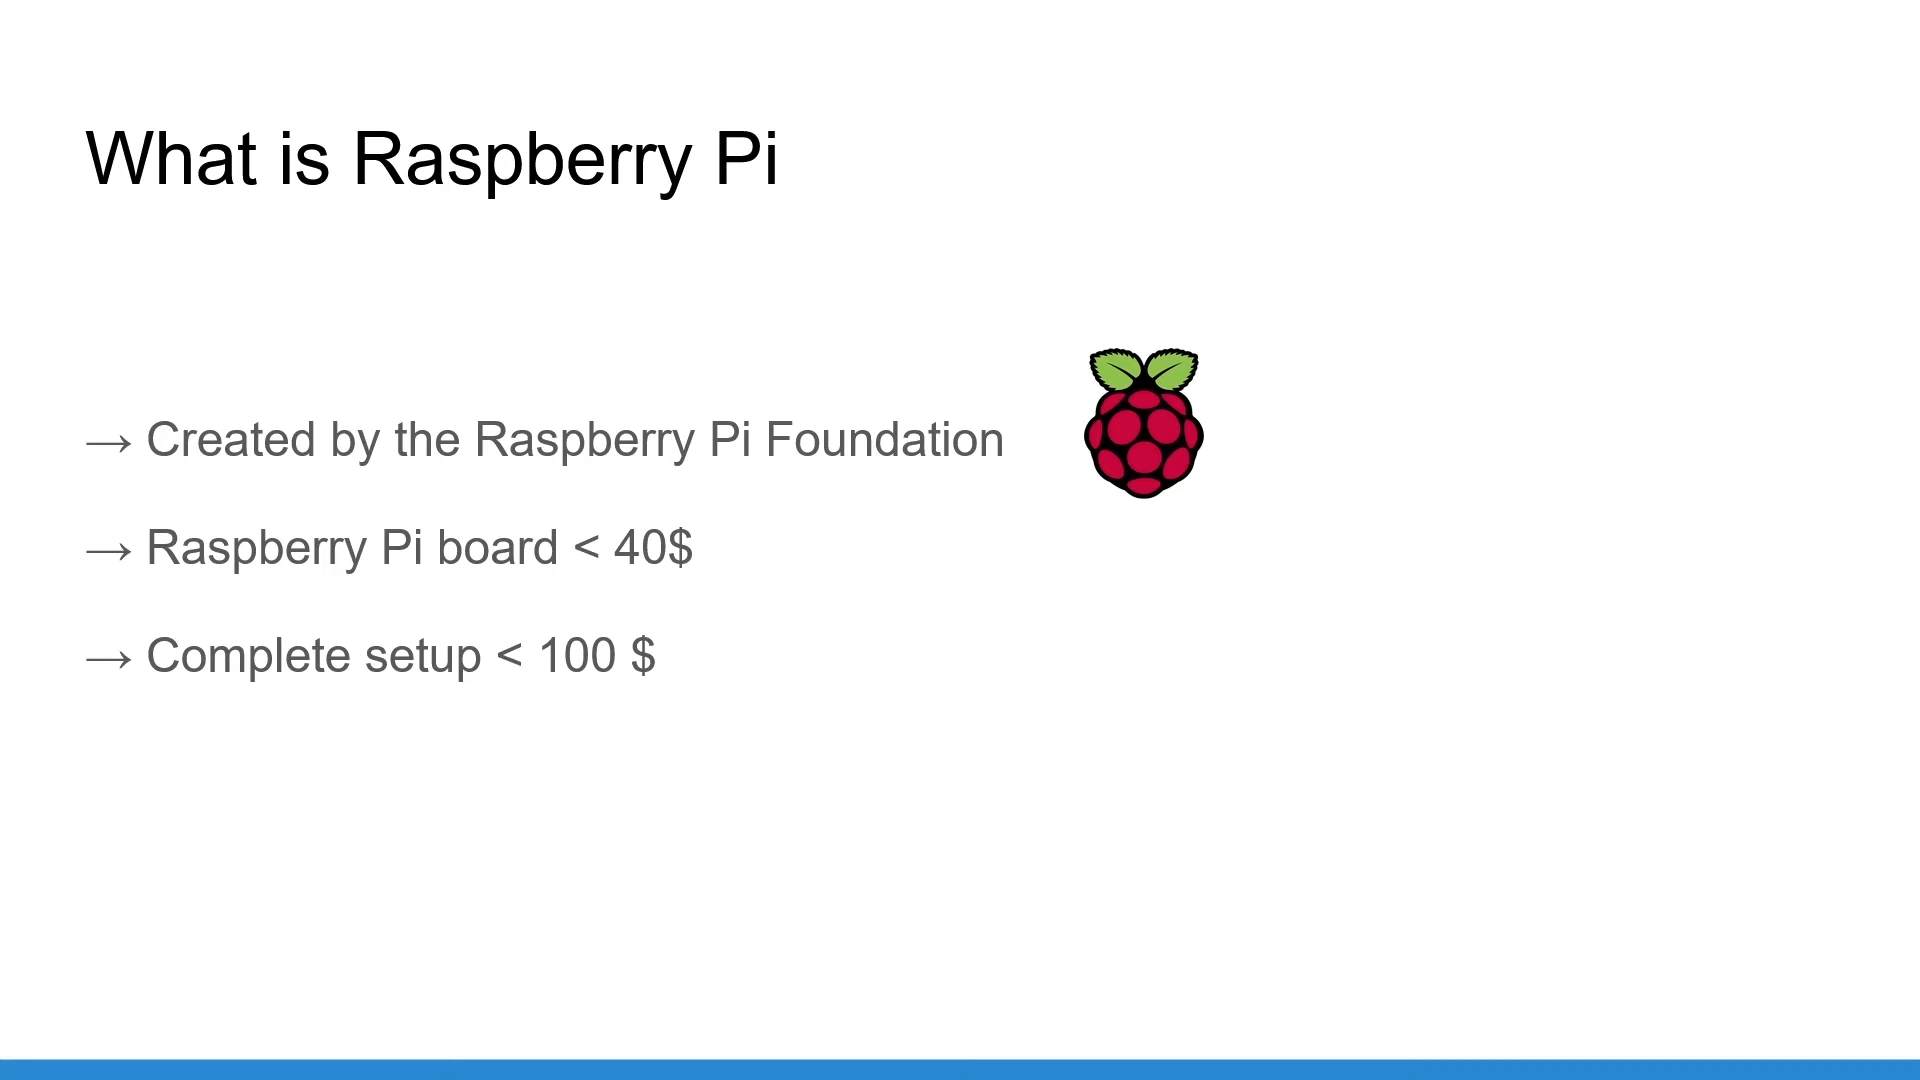 What is Raspberry Pi
→ Created by the Raspberry Pi Foundation
→ Raspberry Pi board < 40$
→ Complete setup < 100 $